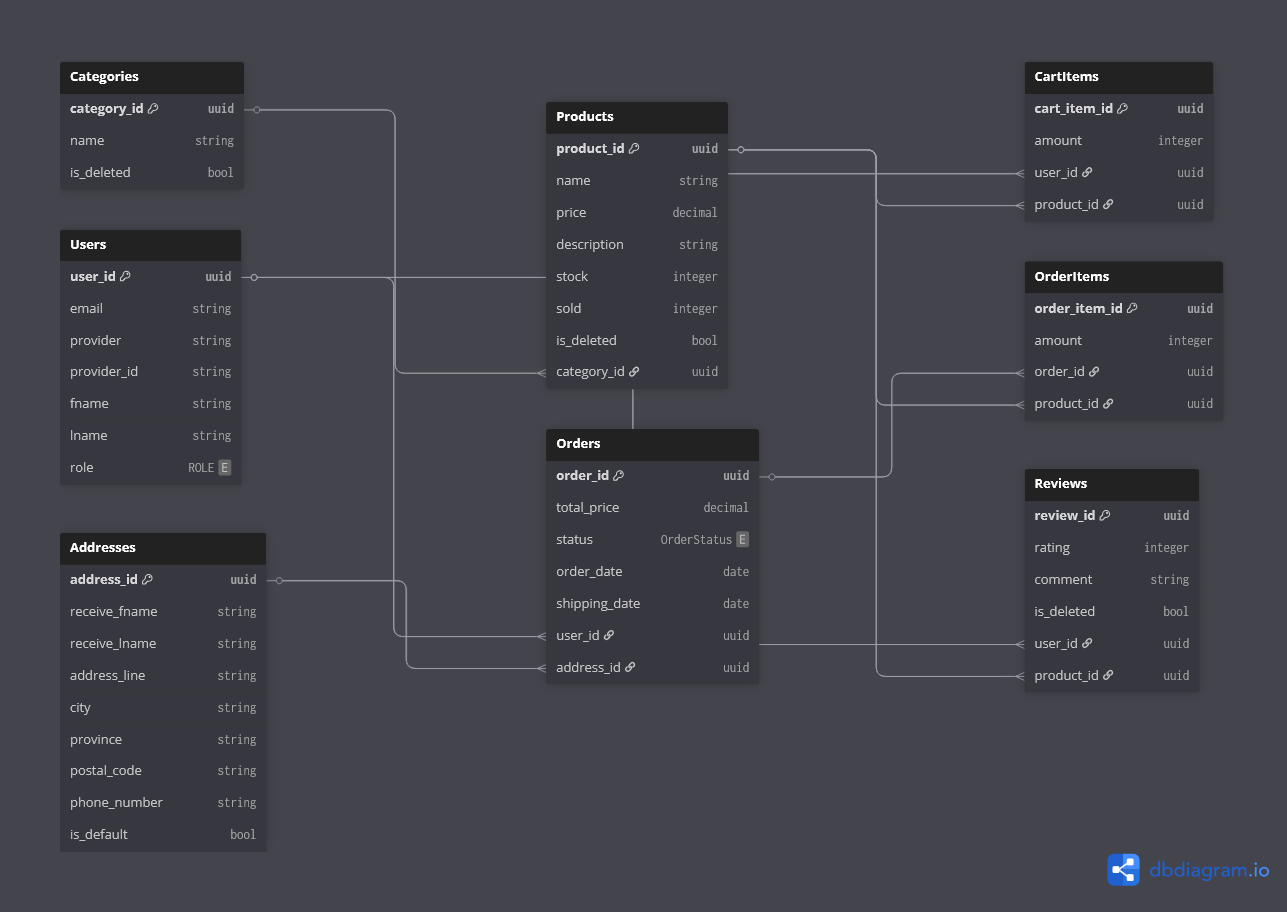 Categories
category_id uuid
name string
is_deleted bool
Users
user_id uuid
email string
provider string
provider_id string
fname string
lname string
role ROLE E
Addresses
address_id uuid
receive_fname string
receive_lname string
address_line string
city string
province string
postal_code string
phone_number string
is_default bool
Products
product_id uuid
name string
price decimal
description string
stock integer
sold integer
is_deleted bool
category_id uuid
Orders
order_id uuid
total_price decimal
status OrderStatus E
order_date date
shipping_date date
user_id uuid
address_id uuid
CartItems
cart_item_id uuid
amount integer
user_id uuid
product_id uuid
OrderItems
order_item_id uuid
amount integer
order_id uuid
product_id uuid
Reviews
review_id uuid
rating integer
comment string
is_deleted bool
user_id uuid
product_id uuid
dbdiagram.io